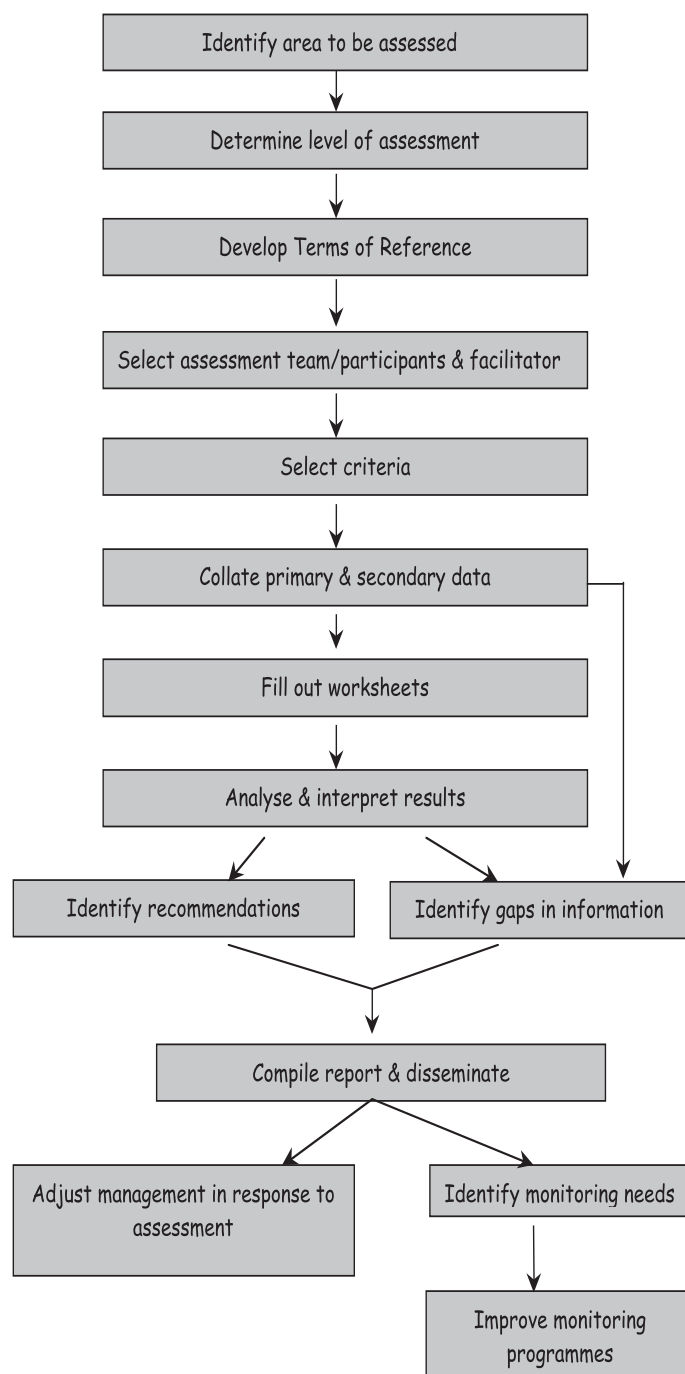 Identify area to be assessed
Determine level of assessment
Develop Terms of Reference
Select assessment team/participants & facilitator
Select criteria
Collate primary & secondary data
Fill out worksheets
Analyse & interpret results
Identify recommendations
Identify gaps in information
Compile report & disseminate
Adjust management in response to
assessment
Identify monitoring needs
Improve monitoring
programmes